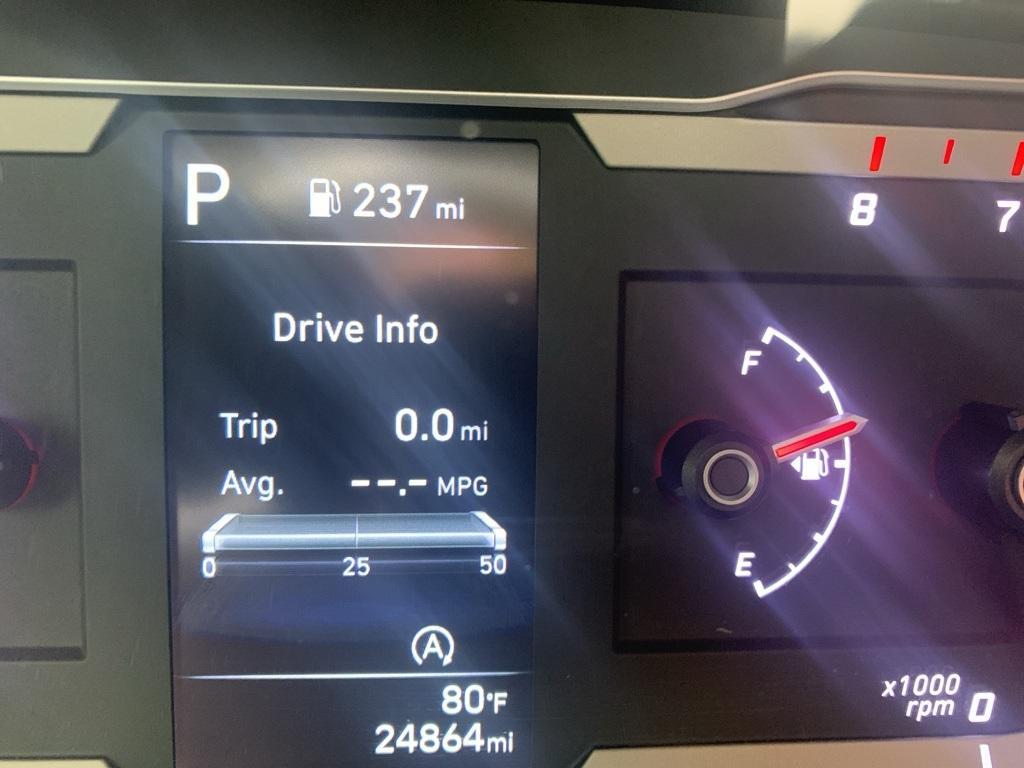 P 237 mi
Drive Info
Trip 0.0 mi
Avg. --.- MPG
0 25 50
A
80°F
24864mi
8 7
F
E
x1000
rpm 0